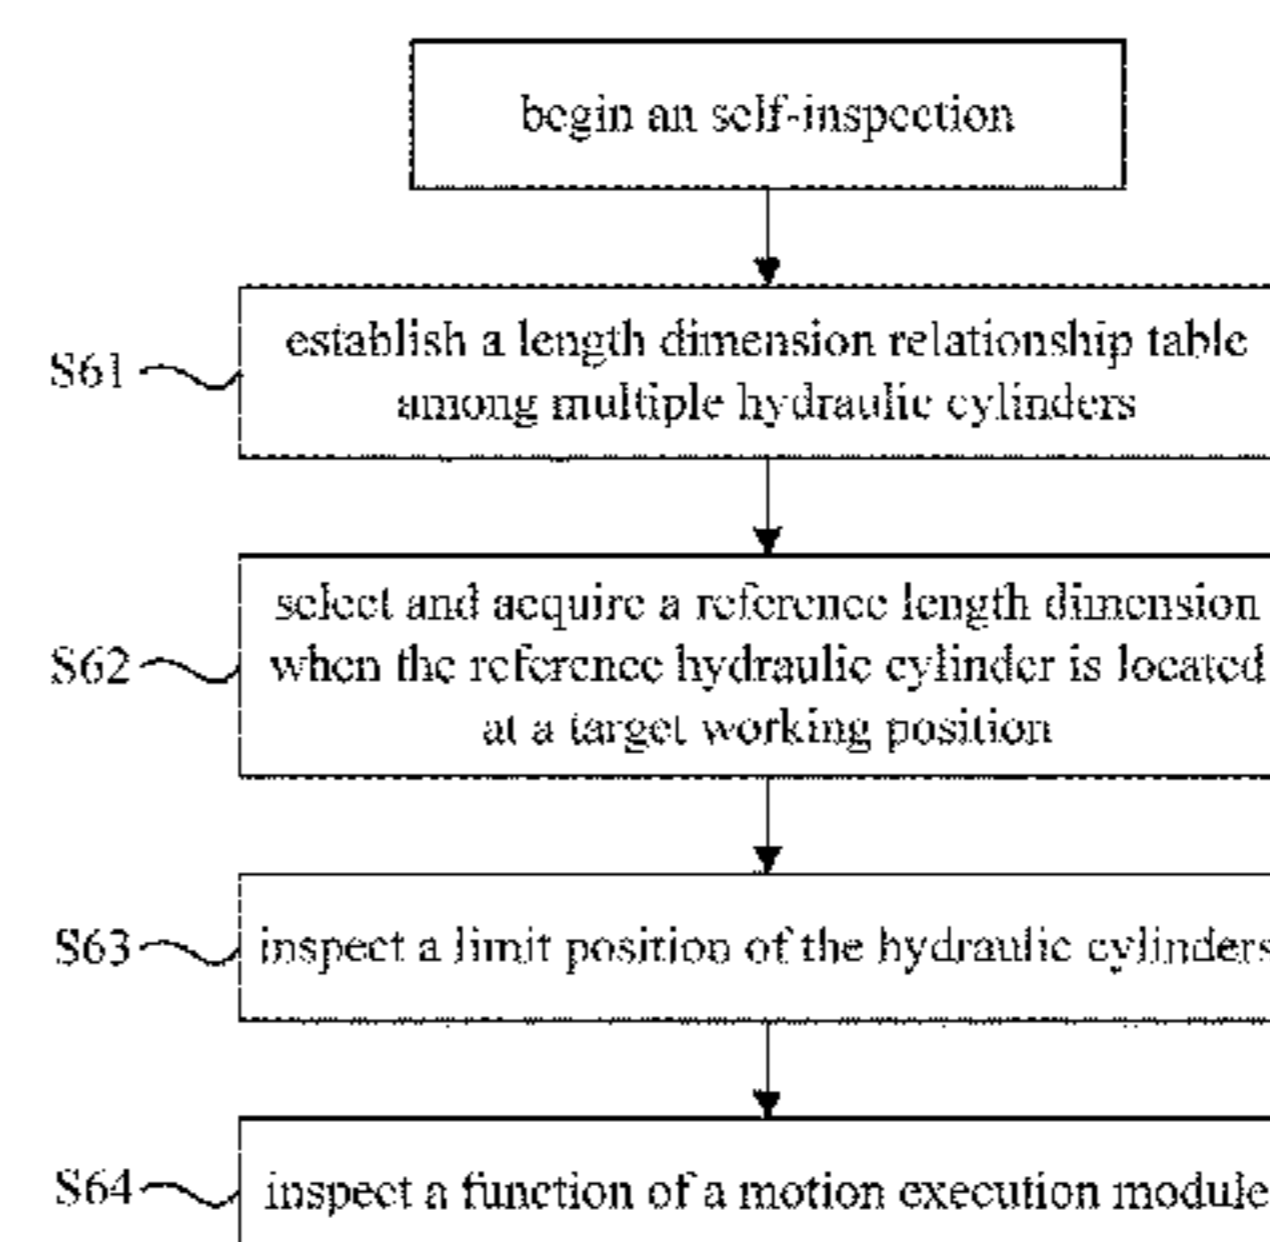 begin an self-inspection
S61
establish a length dimension relationship table
among multiple hydraulic cylinders
S62
select and acquire a reference length dimension
when the reference hydraulic cylinder is located
at a target working position
S63
inspect a limit position of the hydraulic cylinders
S64
inspect a function of a motion execution module